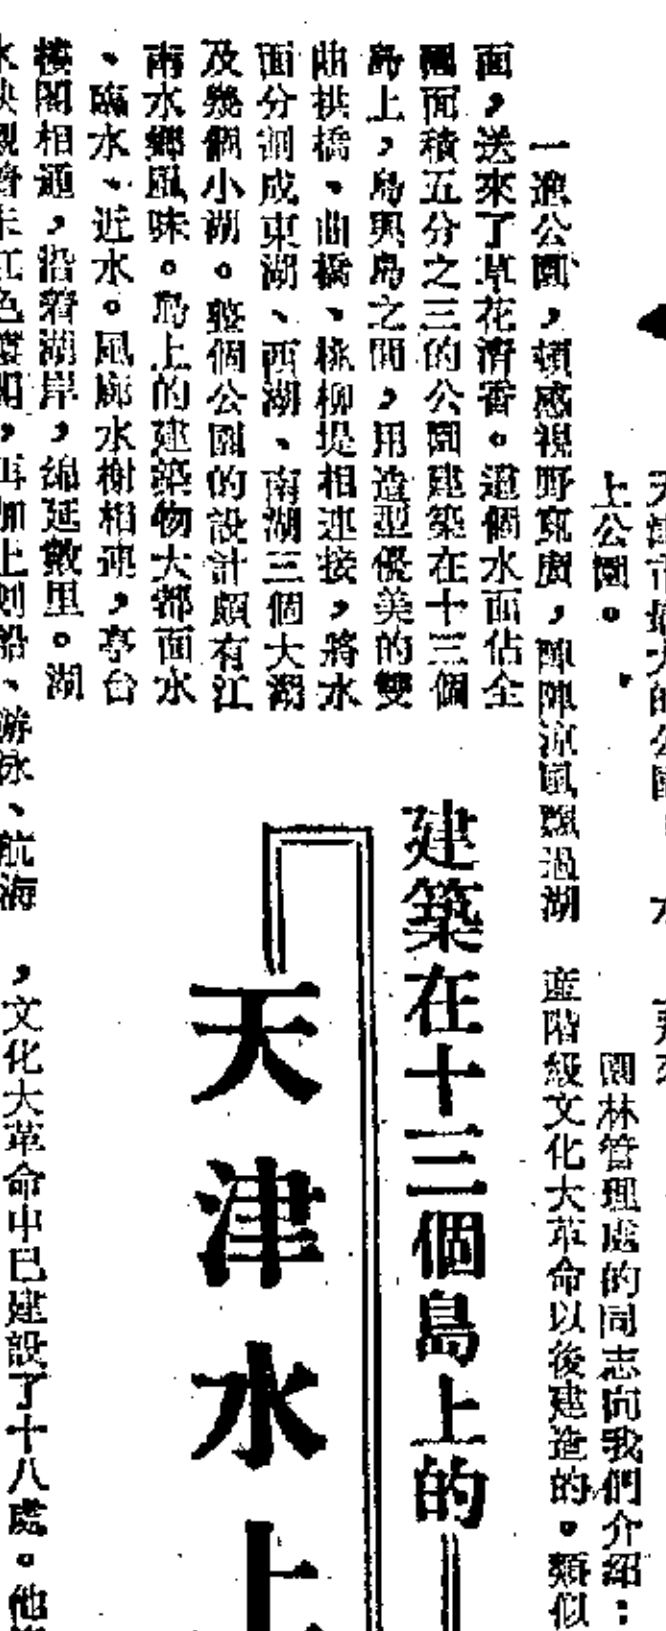 天津市最大的公園
上公園。
一進公園，頓感視野寬廣，陣陣涼風飄過湖
面，送來了草花清香。這個水面佔全
園面積五分之三的公園建築在十三個
島上，島與島之間，用造型優美的雙
曲拱橋、曲橋、桃柳堤相連接，將水
面分割成東湖、西湖、南湖三個大湖
及幾個小湖。整個公園的設計頗有江
南水鄉風味。島上的建築物大都面水
、臨水、近水。風廊水榭相連，亭台
樓閣相通，沿着湖岸，綿延數里。湖
水映襯着朱紅色樓閣，再加上划船、游泳、航海
建築在十三個島上的
天津水上
園林管理處的同志向我們介紹：
產階級文化大革命以後建造的。類似
，文化大革命中已建設了十八處。他